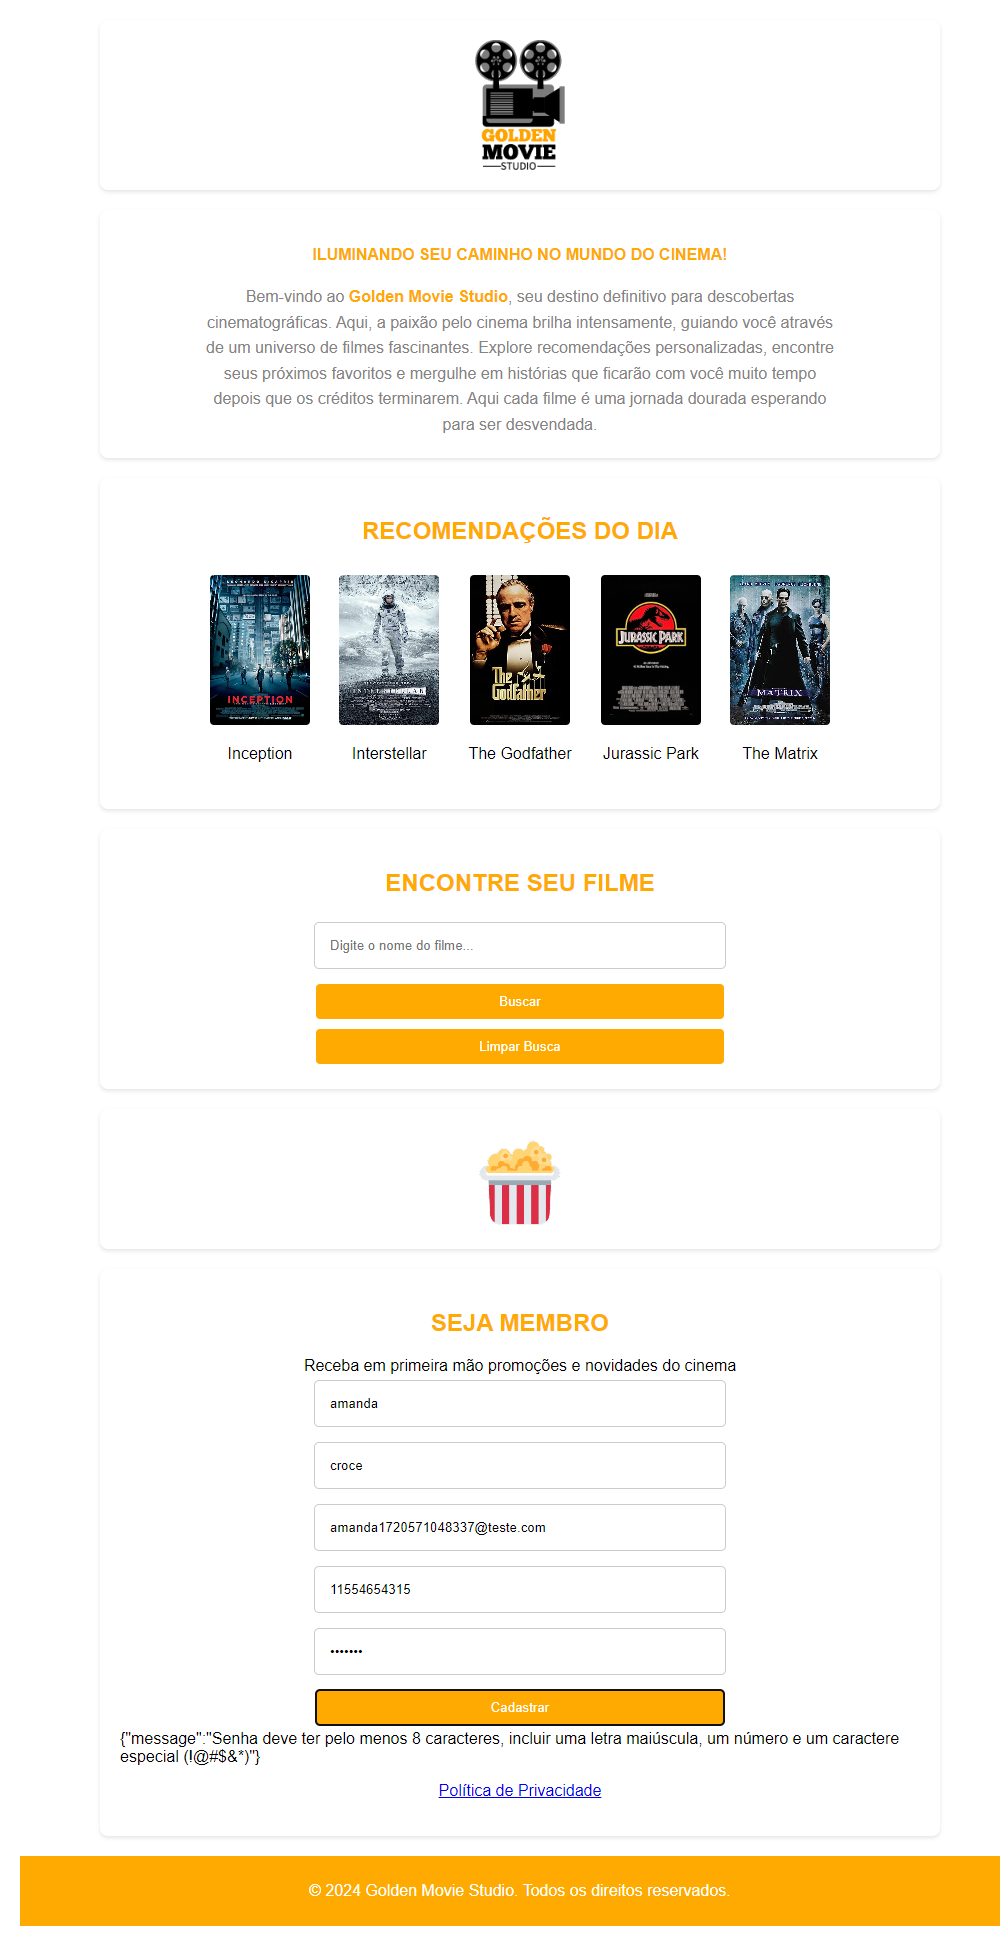 GOLDEN
MOVIE
STUDIO
ILUMINANDO SEU CAMINHO NO MUNDO DO CINEMA!
Bem-vindo ao Golden Movie Studio, seu destino definitivo para descobertas
cinematográficas. Aqui, a paixão pelo cinema brilha intensamente, guiando você através
de um universo de filmes fascinantes. Explore recomendações personalizadas, encontre
seus próximos favoritos e mergulhe em histórias que ficarão com você muito tempo
depois que os créditos terminarem. Aqui cada filme é uma jornada dourada esperando
para ser desvendada.
RECOMENDAÇÕES DO DIA
INCEPTION
The
Godfather
JURASSIC PARK
MATRIX
Inception
Interstellar
The Godfather
Jurassic Park
The Matrix
ENCONTRE SEU FILME
Digite o nome do filme...
Buscar
Limpar Busca
SEJA MEMBRO
Receba em primeira mão promoções e novidades do cinema
amanda
croce
amanda1720571048337@teste.com
11554654315
•••••••
Cadastrar
{"message":"Senha deve ter pelo menos 8 caracteres, incluir uma letra maiúscula, um número e um caractere
especial (!@#$&*)"}
Política de Privacidade
© 2024 Golden Movie Studio. Todos os direitos reservados.